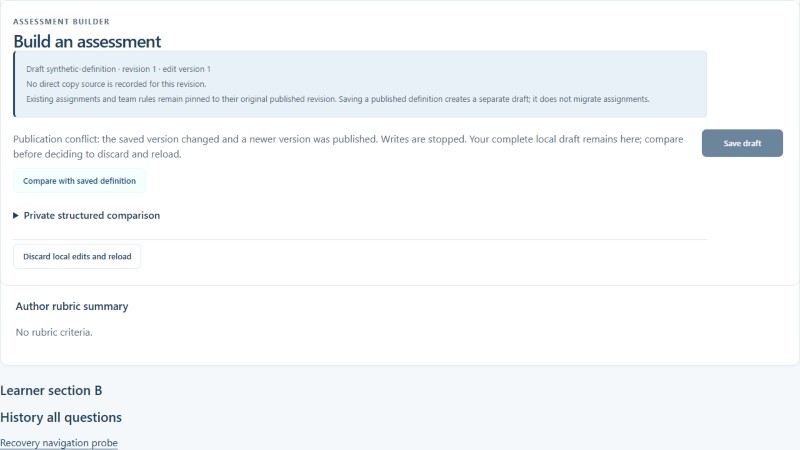 ASSESSMENT BUILDER
Build an assessment
Draft synthetic-definition · revision 1 · edit version 1
No direct copy source is recorded for this revision.
Existing assignments and team rules remain pinned to their original published revision. Saving a published definition creates a separate draft; it does not migrate assignments.
Publication conflict: the saved version changed and a newer version was published. Writes are stopped. Your complete local draft remains here; compare
before deciding to discard and reload.
Save draft
Compare with saved definition
Private structured comparison
Discard local edits and reload
Author rubric summary
No rubric criteria.
Learner section B
History all questions
Recovery navigation probe